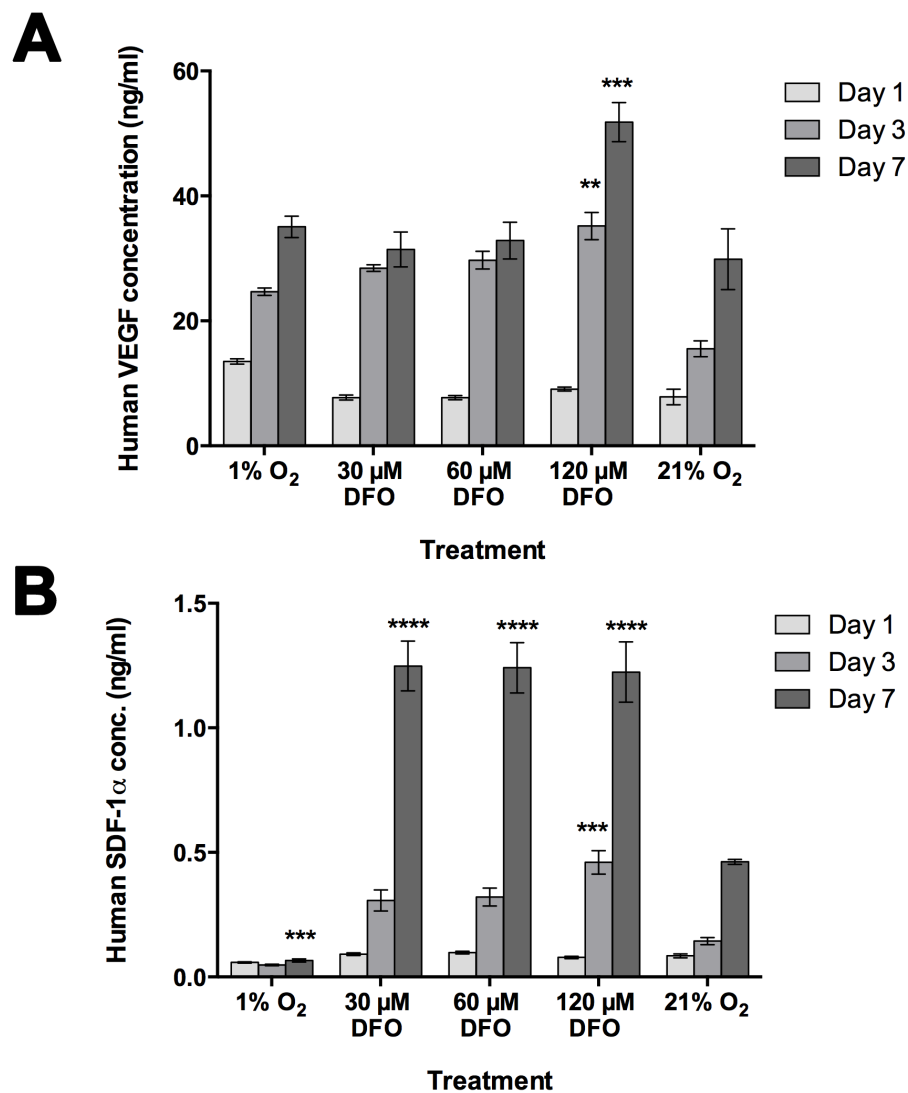 A
Human VEGF concentration (ng/ml)
60
40
20
0
**
***
Day 1
Day 3
Day 7
1% O2
30 µM
DFO
60 µM
DFO
120 µM
DFO
21% O2
Treatment
B
Human SDF-1α conc. (ng/ml)
1.5
1.0
0.5
0.0
***
****
****
***
****
Day 1
Day 3
Day 7
1% O2
30 µM
DFO
60 µM
DFO
120 µM
DFO
21% O2
Treatment